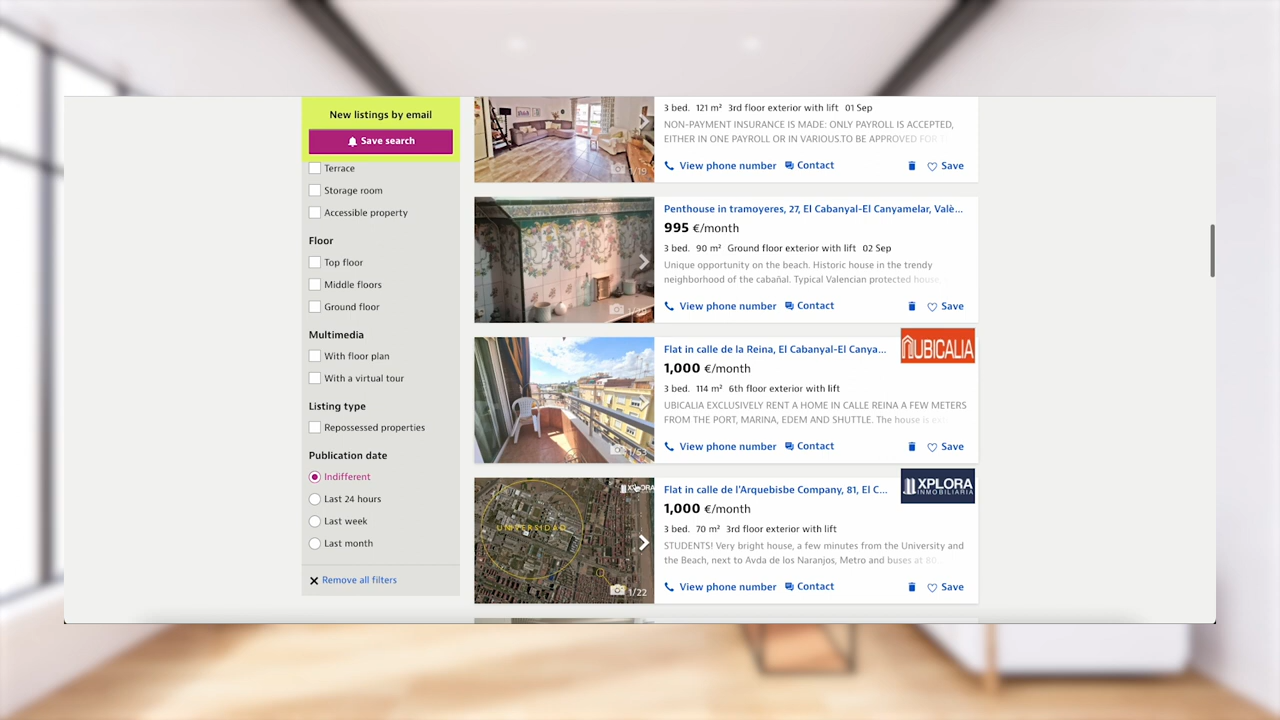 New listings by email
Save search
Terrace
Storage room
Accessible property
Floor
Top floor
Middle floors
Ground floor
Multimedia
With floor plan
With a virtual tour
Listing type
Repossessed properties
Publication date
Indifferent
Last 24 hours
Last week
Last month
Remove all filters
1/19
3 bed. 121 m² 3rd floor exterior with lift 01 Sep
NON-PAYMENT INSURANCE IS MADE: ONLY PAYROLL IS ACCEPTED,
EITHER IN ONE PAYROLL OR IN VARIOUS.TO BE APPROVED FOR
View phone number Contact Save
Penthouse in tramoyeres, 27, El Cabanyal-El Canyamelar, Valè...
995 €/month
3 bed. 90 m² Ground floor exterior with lift 02 Sep
Unique opportunity on the beach. Historic house in the trendy
neighborhood of the cabañal. Typical Valencian protected house,
View phone number Contact Save
Flat in calle de la Reina, El Cabanyal-El Canya...
UBICALIA
1,000 €/month
3 bed. 114 m² 6th floor exterior with lift
UBICALIA EXCLUSIVELY RENT A HOME IN CALLE REINA A FEW METERS
FROM THE PORT, MARINA, EDEM AND SHUTTLE. The house is
1/53
View phone number Contact Save
XPLORA
UNIVERSIDAD
1/22
Flat in calle de l'Arquebisbe Company, 81, El C...
XPLORA
INMOBILIARIA
1,000 €/month
3 bed. 70 m² 3rd floor exterior with lift
STUDENTS! Very bright house, a few minutes from the University and
the Beach, next to Avda de los Naranjos, Metro and buses at
View phone number Contact Save